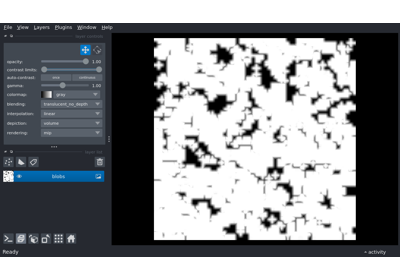 File View Layers Plugins Window Help
opacity: 1.00
contrast limits:
auto-contrast: once continuous
gamma: 1.00
colormap: gray
blending: translucent_no_depth
interpolation: linear
depiction: volume
rendering: mip
blobs
Ready
activity